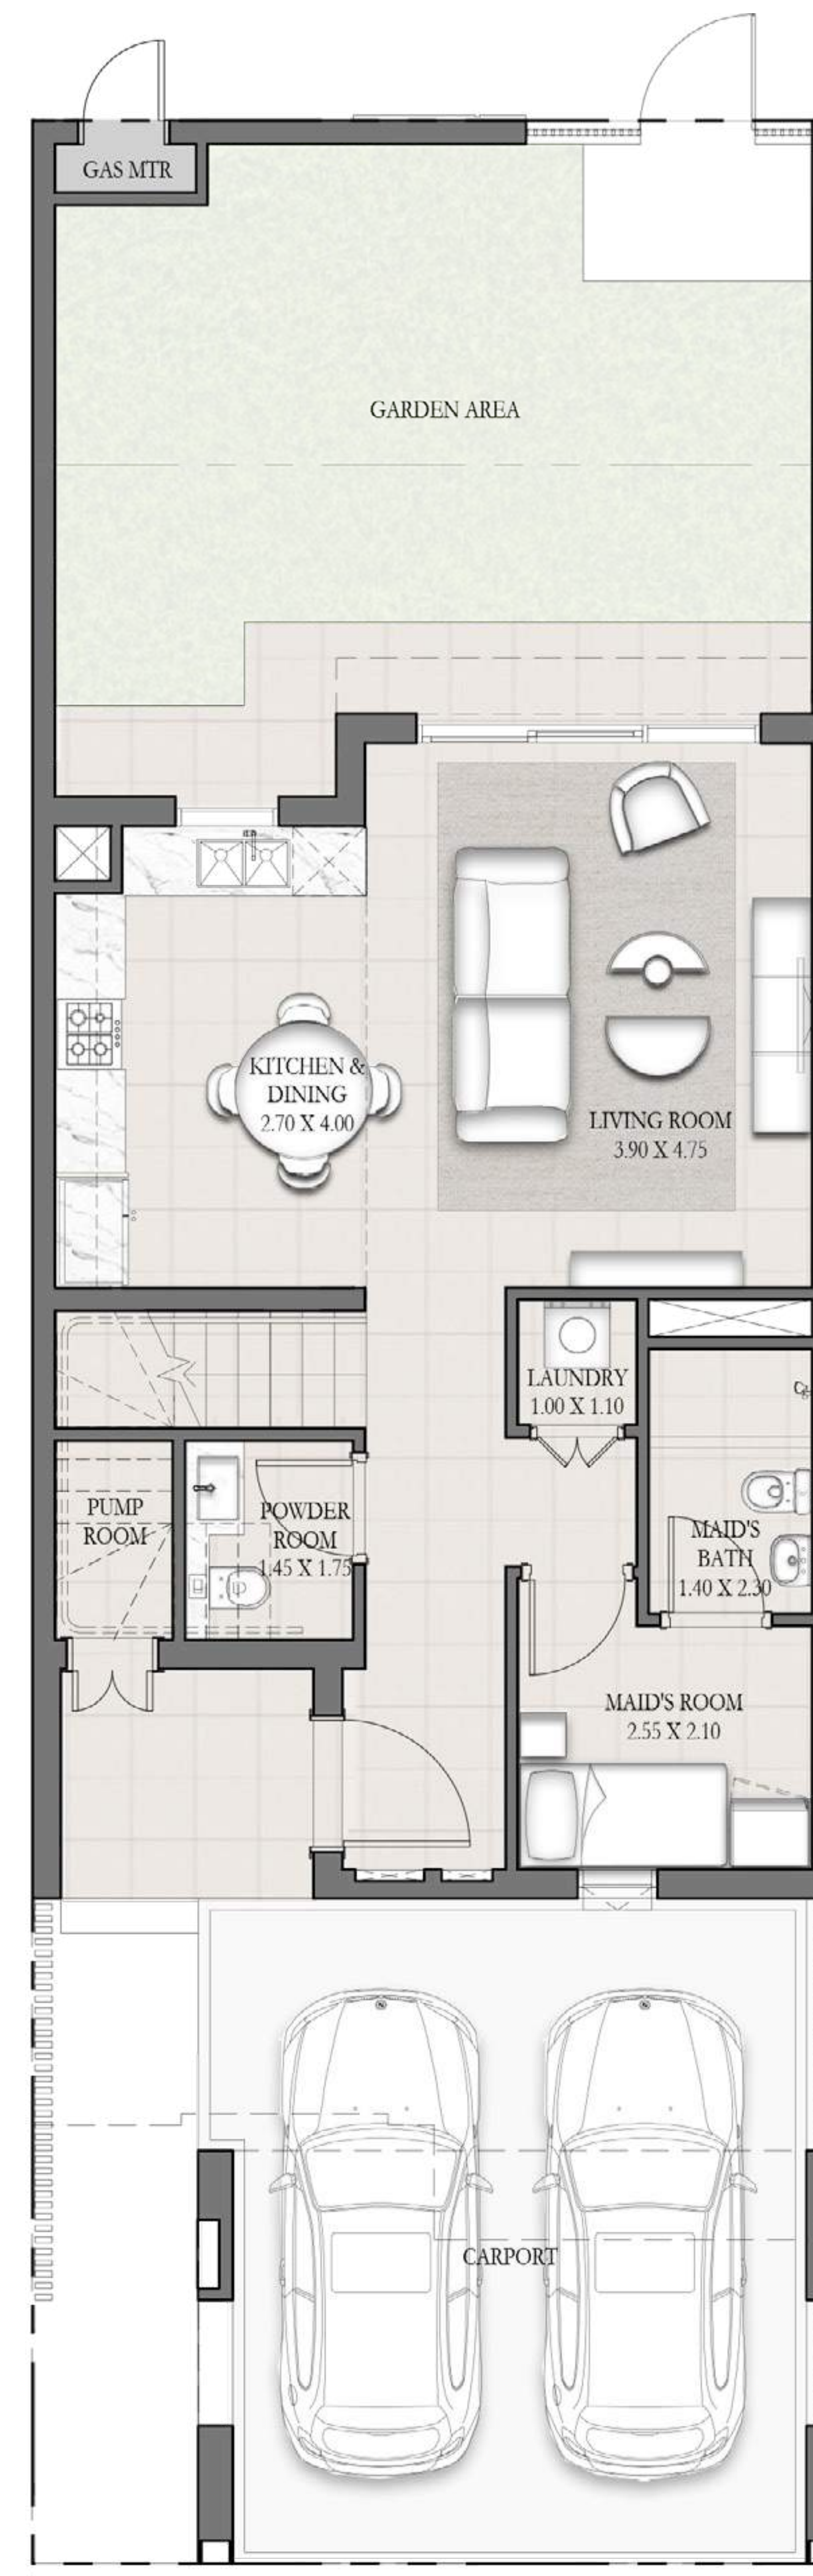 GAS MTR
GARDEN AREA
KITCHEN &
DINING
2.70 X 4.00
LIVING ROOM
3.90 X 4.75
LAUNDRY
1.00 X 1.10
PUMP
ROOM
POWDER
ROOM
1.45 X 1.75
MAID'S
BATH
1.40 X 2.30
MAID'S ROOM
2.55 X 2.10
CARPORT